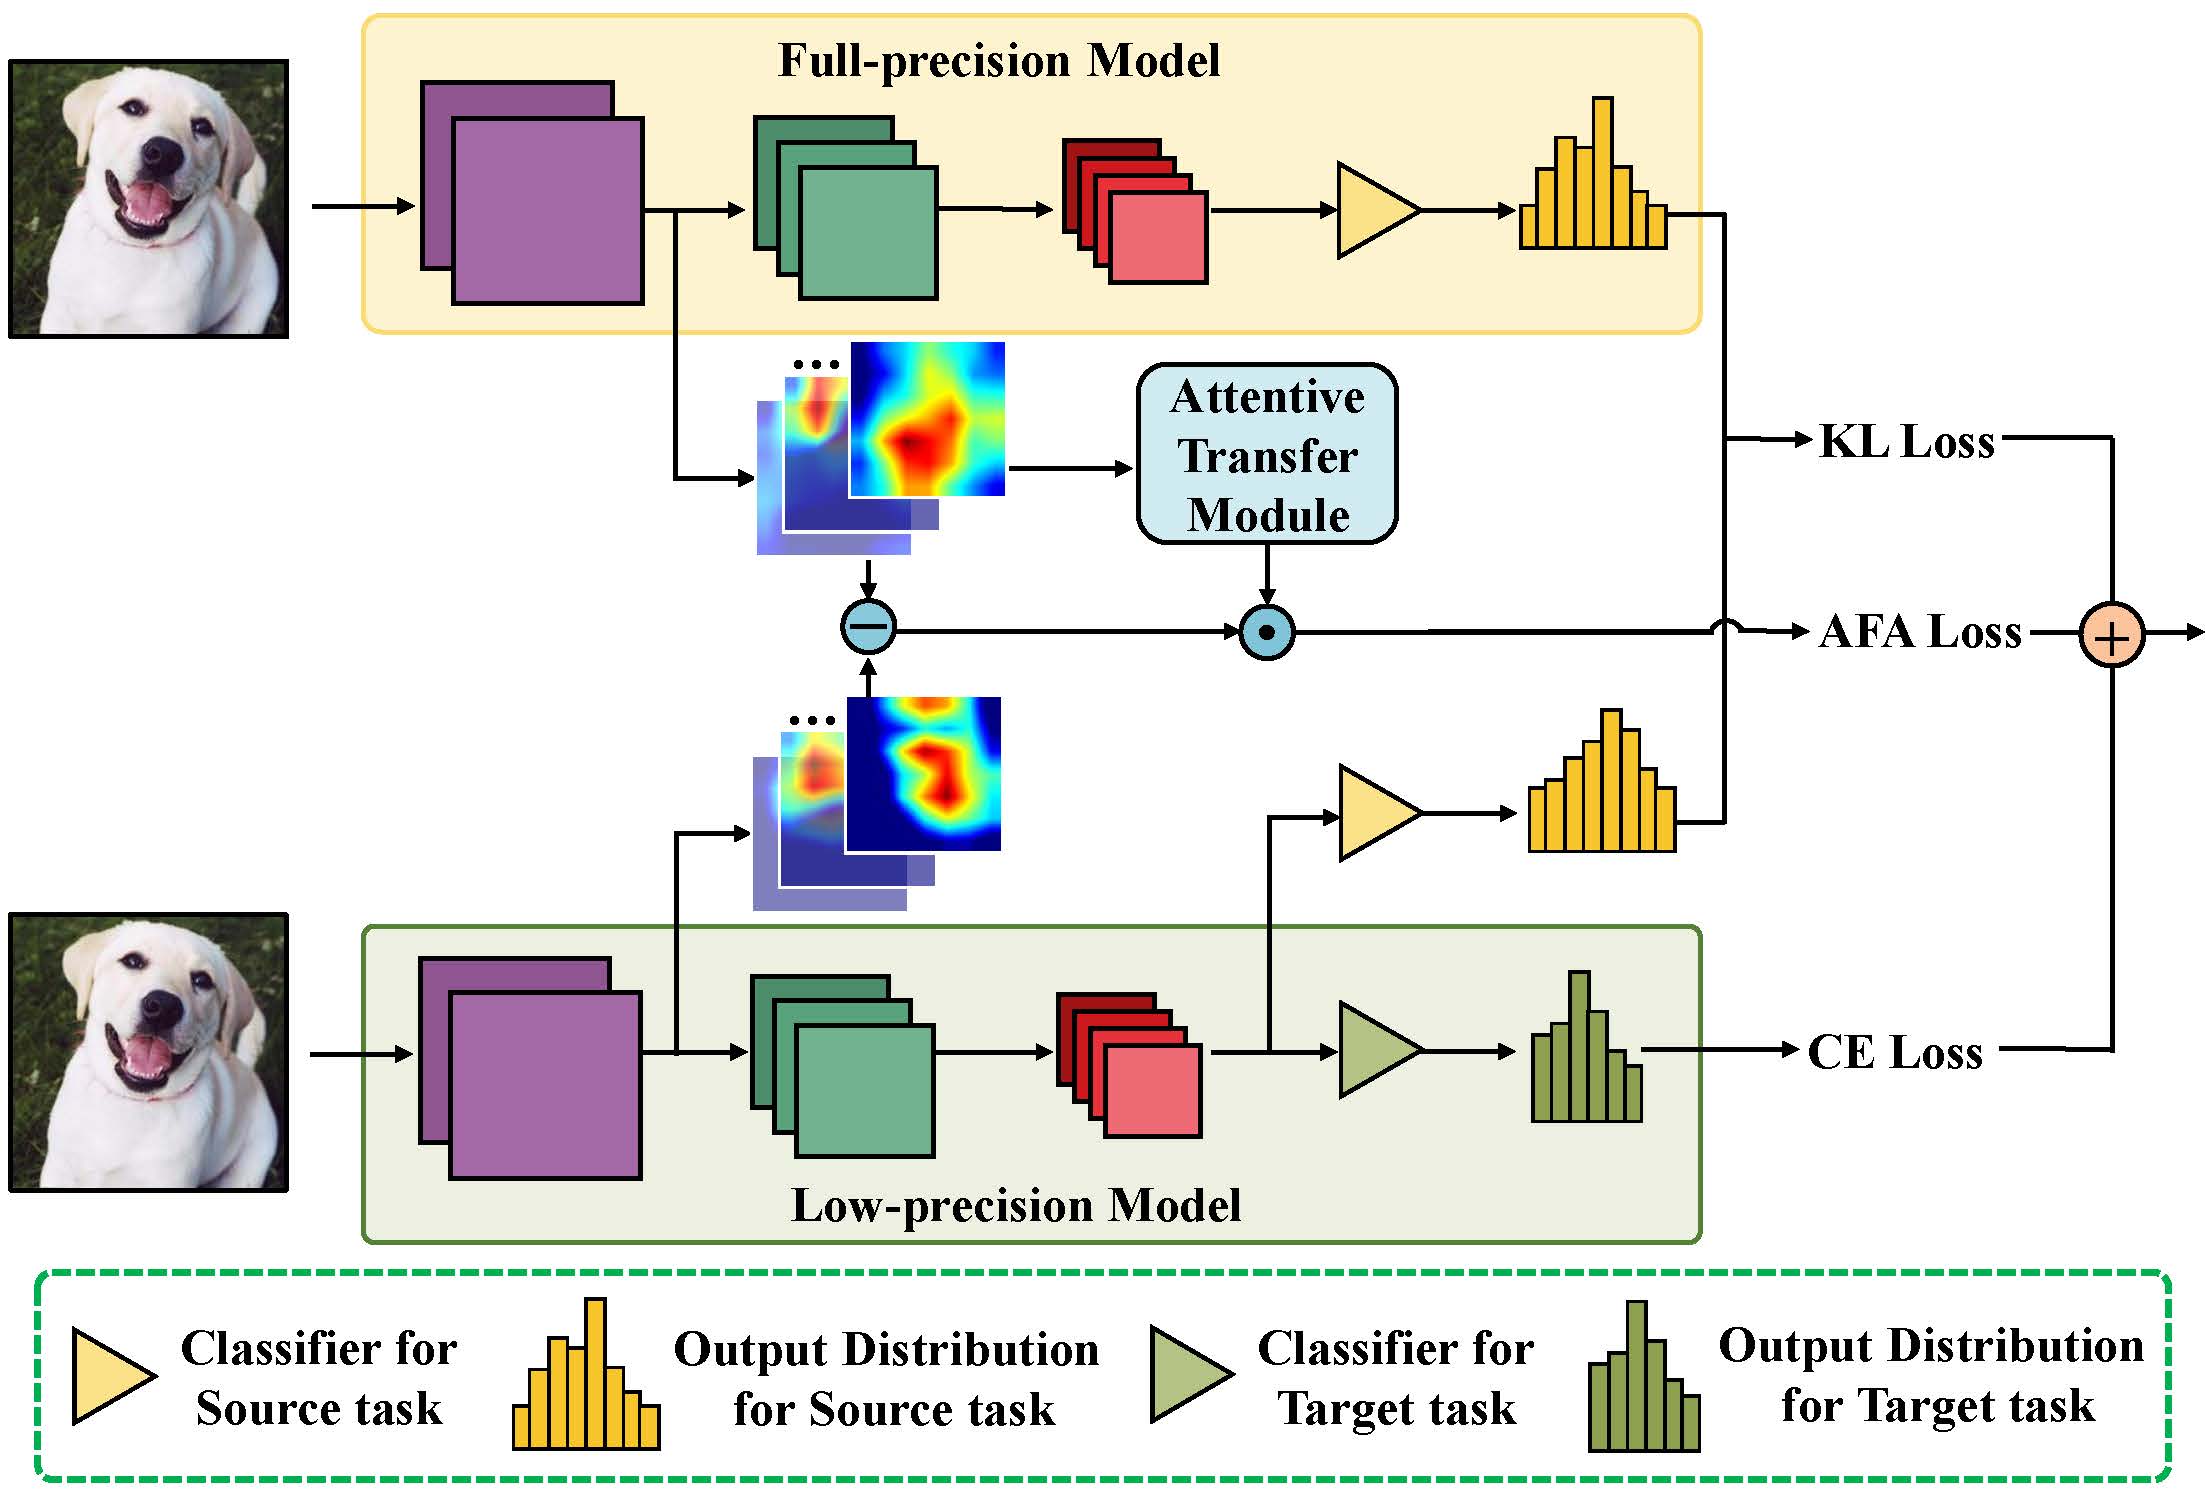 Full-precision Model
Attentive
Transfer
Module
KL Loss
AFA Loss
CE Loss
Low-precision Model
Classifier for
Source task
Output Distribution
for Source task
Classifier for
Target task
Output Distribution
for Target task